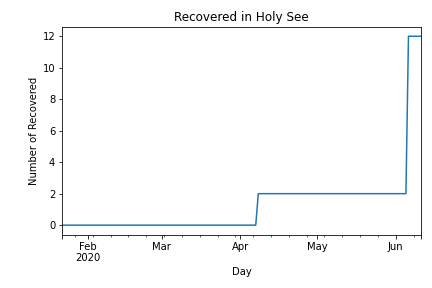 Recovered in Holy See
Number of Recovered
12
10
8
6
4
2
0
Feb
2020
Mar
Apr
May
Jun
Day